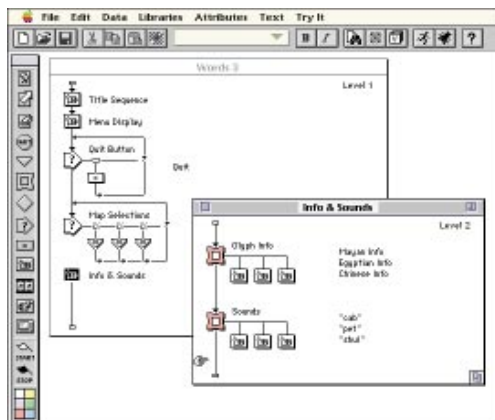 File Edit Data Libraries Attributes Text Try It
B I ?
Words 3
Level 1
Title Sequence
Menu Display
Quit Button
?
Quit
Map Selections
?
Info & Sounds
Info & Sounds
Level 2
Glyph Info
Mayan Info
Egyptian Info
Chinese Info
Sounds
"cab"
"pet"
"shui"
START
STOP